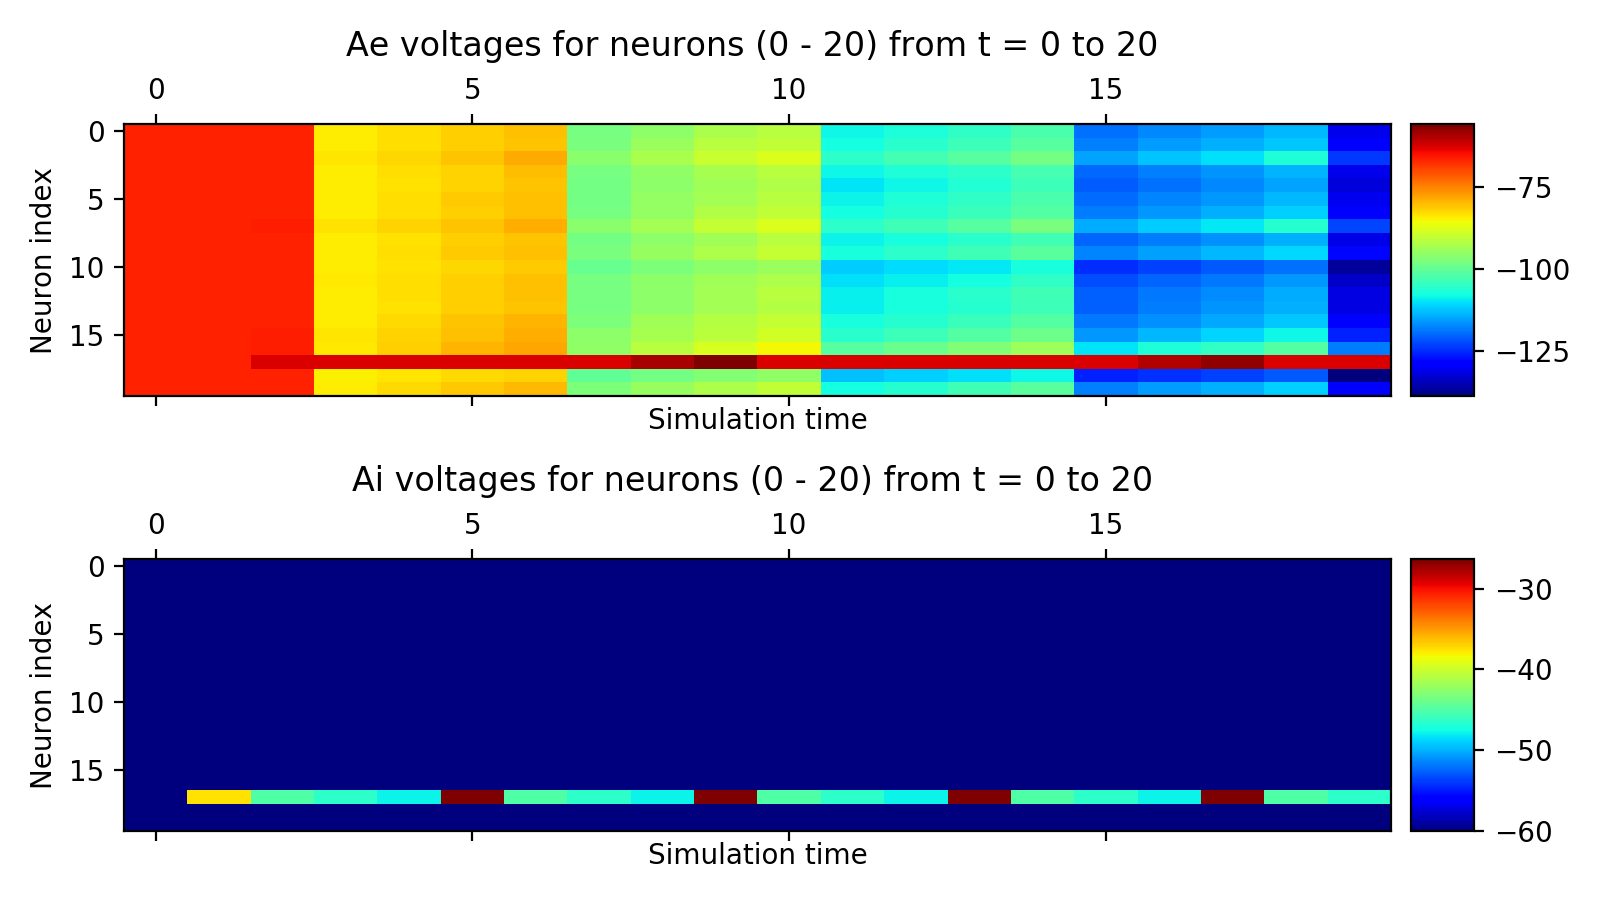 Ae voltages for neurons (0 - 20) from t = 0 to 20
0 5 10 15
Neuron index
0
5
10
15
Simulation time
−75
−100
−125
Ai voltages for neurons (0 - 20) from t = 0 to 20
0 5 10 15
Neuron index
0
5
10
15
Simulation time
−30
−40
−50
−60